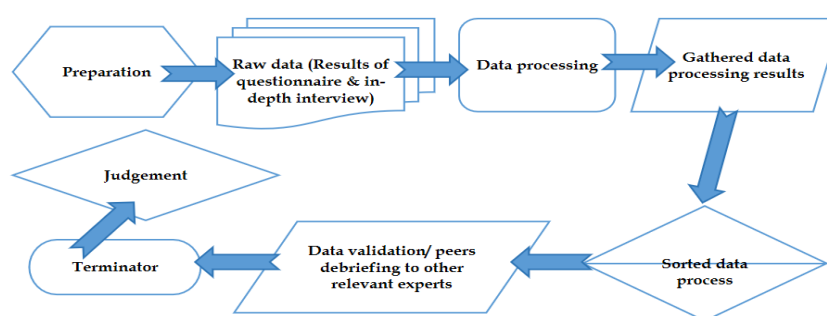 Preparation
Raw data (Results of
questionnaire & in-
depth interview)
Data processing
Gathered data
processing results
Sorted data
process
Data validation/ peers
debriefing to other
relevant experts
Terminator
Judgement